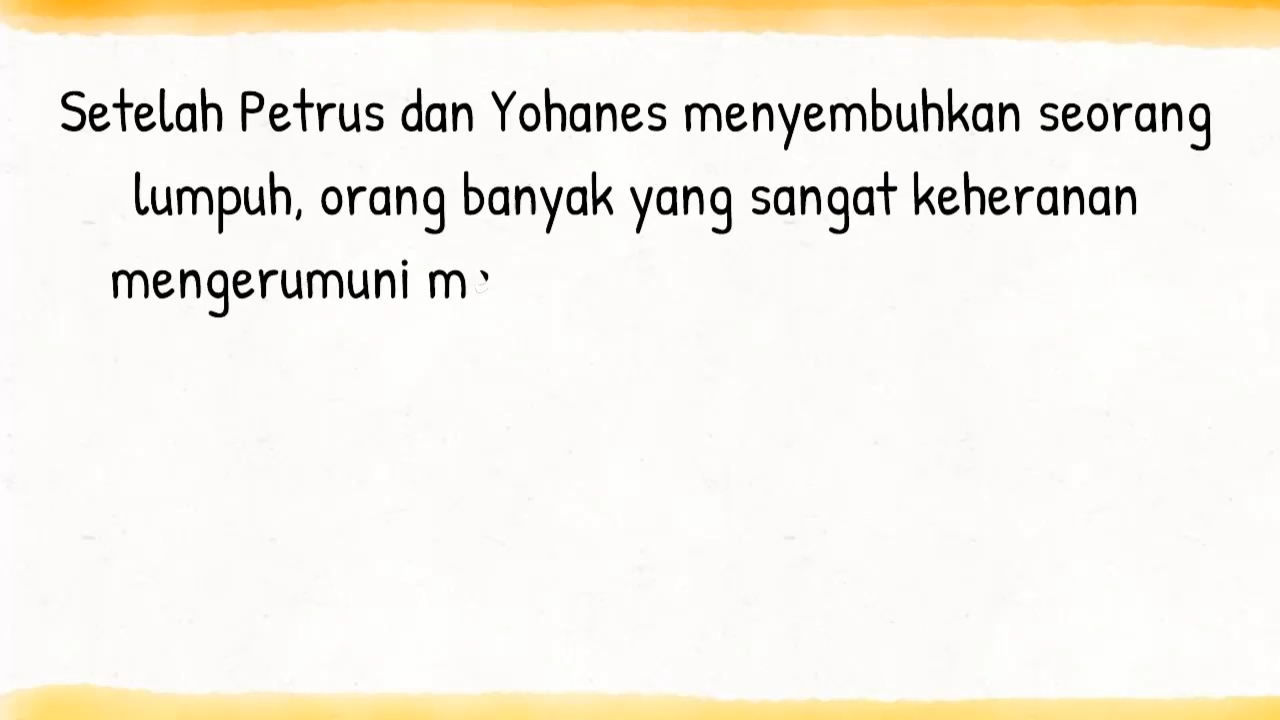 Setelah Petrus dan Yohanes menyembuhkan seorang
lumpuh, orang banyak yang sangat keheranan
mengerumuni m